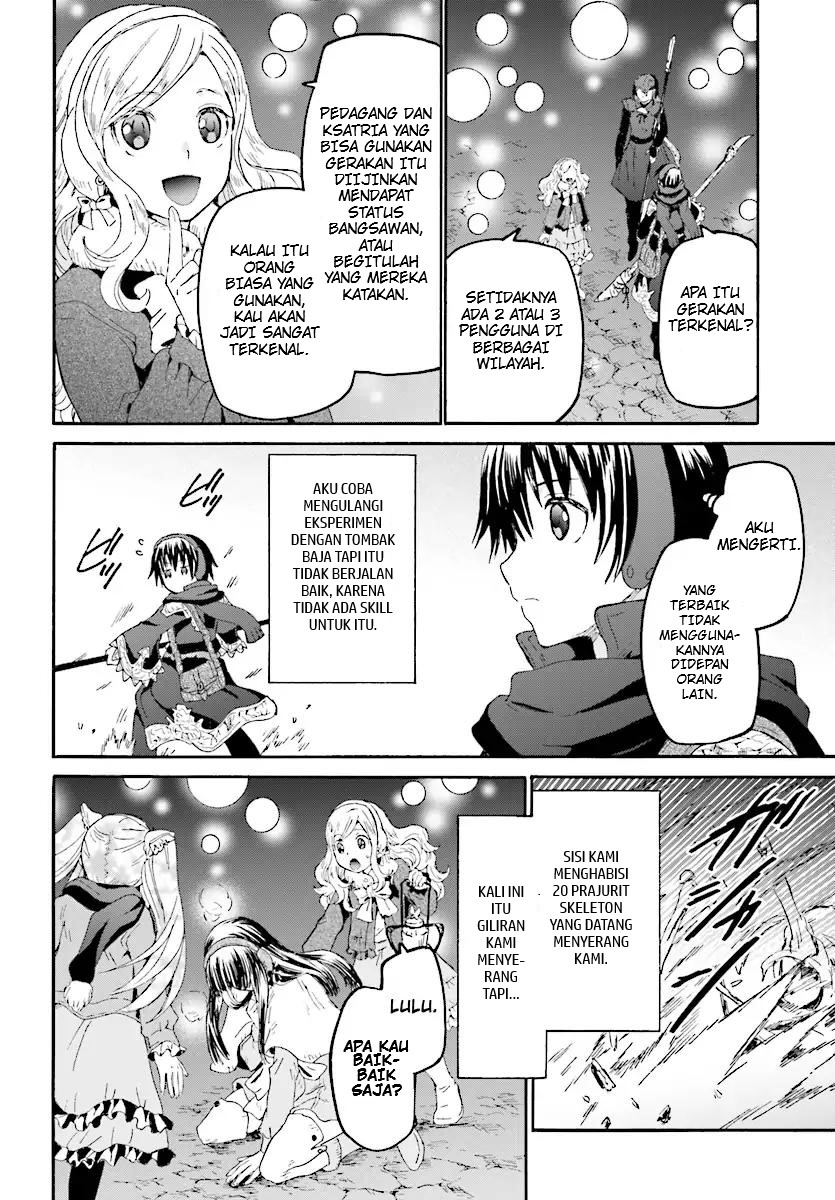 APA ITU
GERAKAN
TERKENAL?
SETIDAKNYA
ADA 2 ATAU 3
PENGGUNA DI
BERBAGAI
WILAYAH.
PEDAGANG DAN
KSATRIA YANG
BISA GUNAKAN
GERAKAN ITU
DIIJINKAN
MENDAPAT
STATUS
BANGSAWAN,
ATAU
BEGITULAH
YANG MEREKA
KATAKAN.
KALAU ITU
ORANG
BIASA YANG
GUNAKAN,
KAU AKAN
JADI SANGAT
TERKENAL.
AKU
MENGERTI.
YANG
TERBAIK
TIDAK
MENGGUNA-
KANNYA
DIDEPAN
ORANG
LAIN.
AKU COBA
MENGULANGI
EKSPERIMEN
DENGAN TOMBAK
BAJA TAPI ITU
TIDAK BERJALAN
BAIK, KARENA
TIDAK ADA SKILL
UNTUK ITU.
SISI KAMI
MENGHABISI
20 PRAJURIT
SKELETON
YANG DATANG
MENYERANG
KAMI.
KALI INI
ITU
GILIRAN
KAMI
MENYE-
RANG
TAPI...
LULU.
APA KAU
BAIK-
BAIK
SAJA?